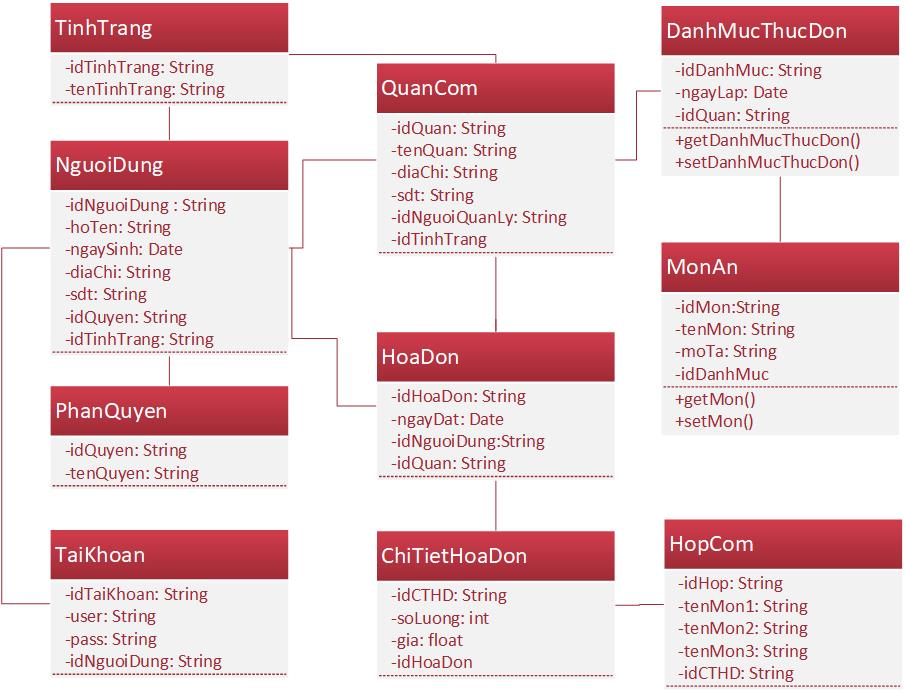 TinhTrang
-idTinhTrang: String
-tenTinhTrang: String
NguoiDung
-idNguoiDung : String
-hoTen: String
-ngaySinh: Date
-diaChi: String
-sdt: String
-idQuyen: String
-idTinhTrang: String
PhanQuyen
-idQuyen: String
-tenQuyen: String
TaiKhoan
-idTaiKhoan: String
-user: String
-pass: String
-idNguoiDung: String
QuanCom
-idQuan: String
-tenQuan: String
-diaChi: String
-sdt: String
-idNguoiQuanLy: String
-idTinhTrang
HoaDon
-idHoaDon: String
-ngayDat: Date
-idNguoiDung:String
-idQuan: String
ChiTietHoaDon
-idCTHD: String
-soLuong: int
-gia: float
-idHoaDon
DanhMucThucDon
-idDanhMuc: String
-ngayLap: Date
-idQuan: String
+getDanhMucThucDon()
+setDanhMucThucDon()
MonAn
-idMon:String
-tenMon: String
-moTa: String
-idDanhMuc
+getMon()
+setMon()
HopCom
-idHop: String
-tenMon1: String
-tenMon2: String
-tenMon3: String
-idCTHD: String